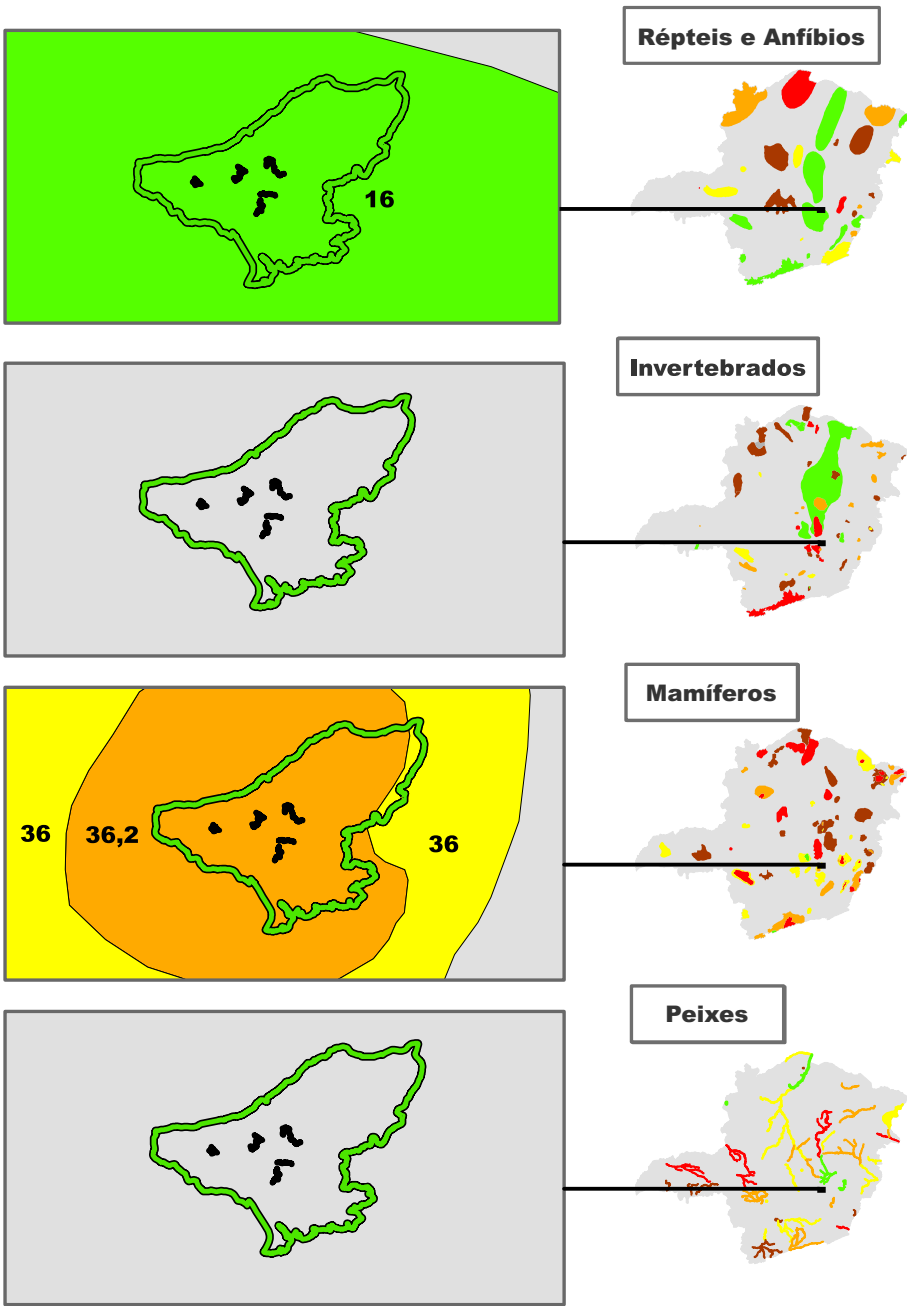 Répteis e Anfíbios
16
Invertebrados
Mamíferos
36 36,2 36
Peixes